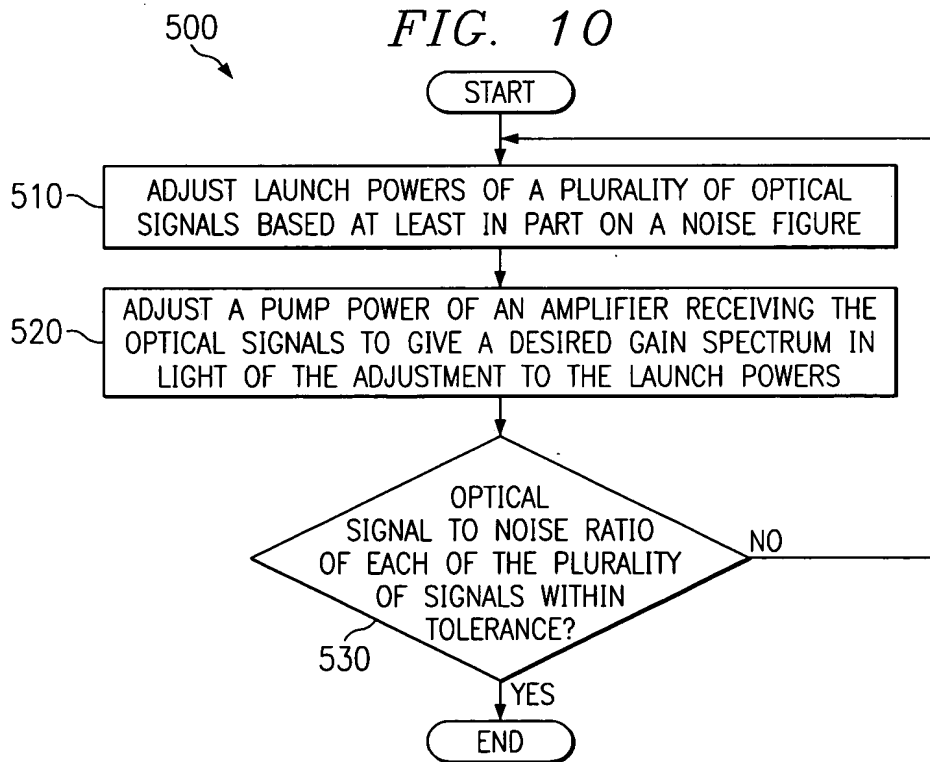 FIG. 10
500
START
510
ADJUST LAUNCH POWERS OF A PLURALITY OF OPTICAL
SIGNALS BASED AT LEAST IN PART ON A NOISE FIGURE
520
ADJUST A PUMP POWER OF AN AMPLIFIER RECEIVING THE
OPTICAL SIGNALS TO GIVE A DESIRED GAIN SPECTRUM IN
LIGHT OF THE ADJUSTMENT TO THE LAUNCH POWERS
OPTICAL
SIGNAL TO NOISE RATIO
OF EACH OF THE PLURALITY
OF SIGNALS WITHIN
TOLERANCE?
NO
530
YES
END